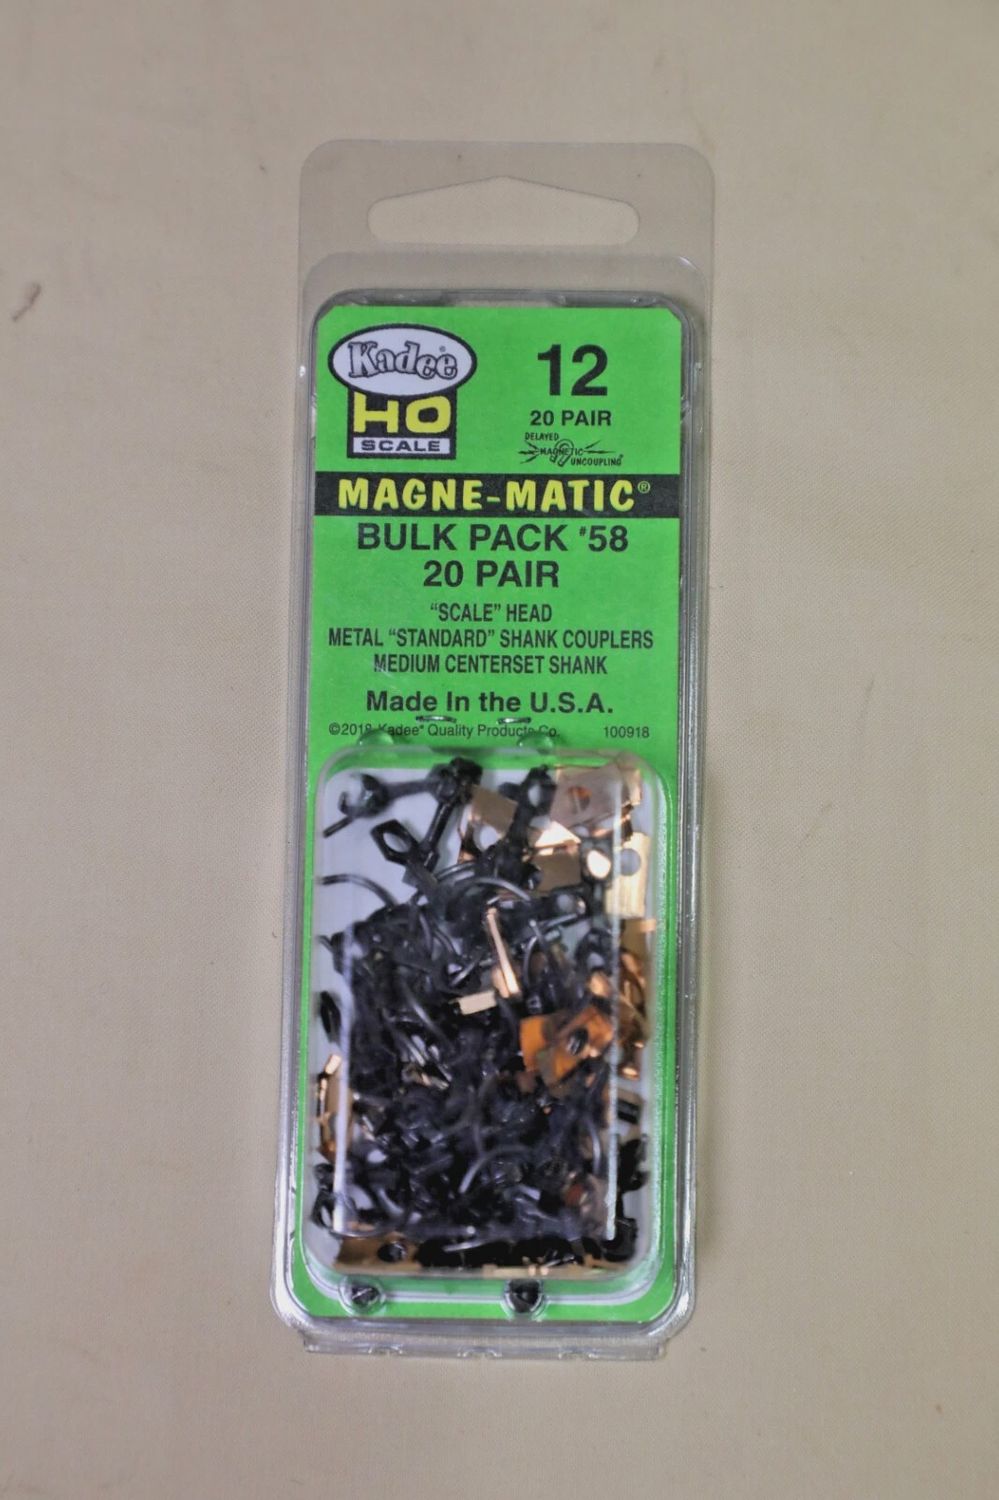 Kadee®
HO
SCALE
12
20 PAIR
DELAYED
MAGNETIC
UNCOUPLING
MAGNE-MATIC®
BULK PACK #58
20 PAIR
"SCALE" HEAD
METAL "STANDARD" SHANK COUPLERS
MEDIUM CENTERSET SHANK
Made In the U.S.A.
©2018 Kadee® Quality Products Co. 100918